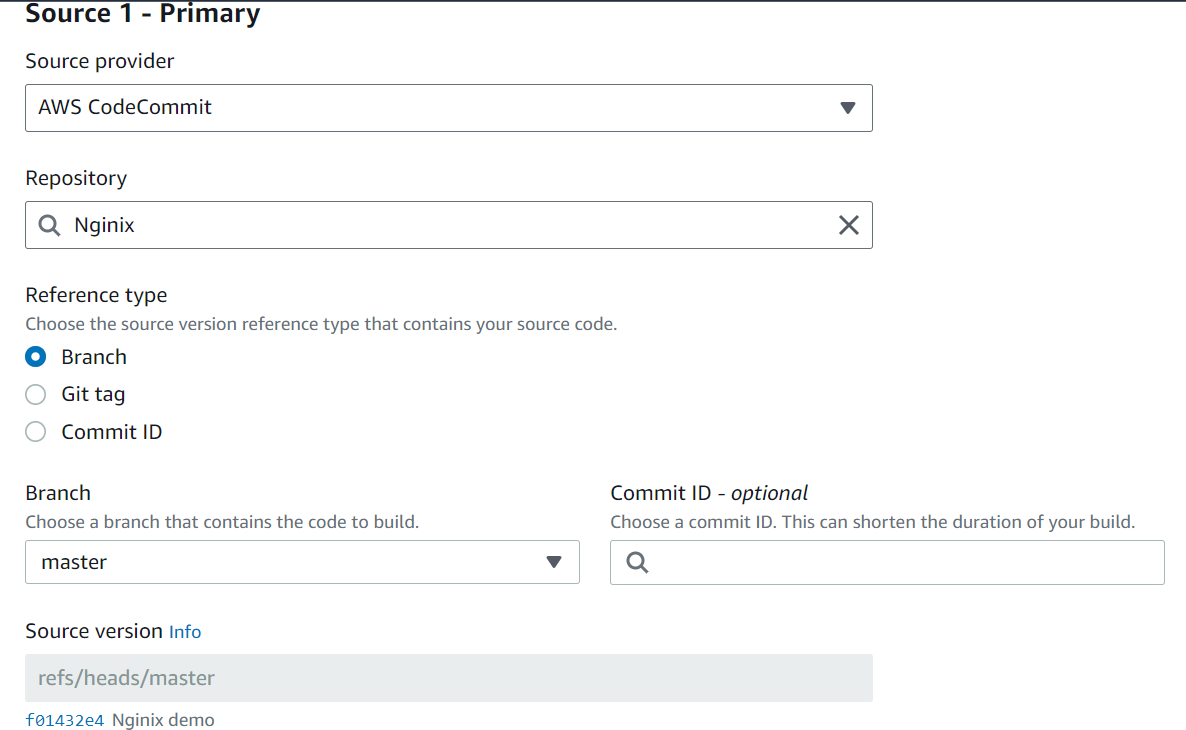 Source 1 - Primary
Source provider
AWS CodeCommit
Repository
Nginix
Reference type
Choose the source version reference type that contains your source code.
Branch
Git tag
Commit ID
Branch
Choose a branch that contains the code to build.
master
Commit ID - optional
Choose a commit ID. This can shorten the duration of your build.
Source version Info
refs/heads/master
f01432e4 Nginix demo